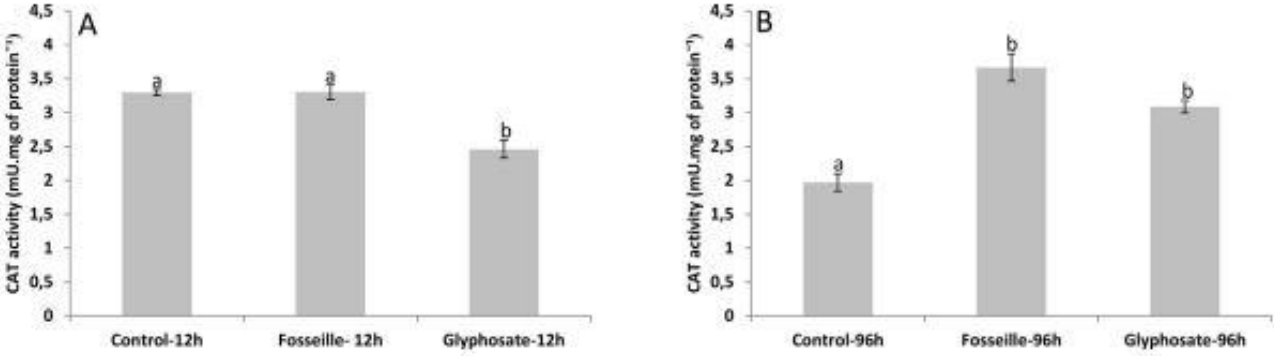 A
CAT activity (mU.mg of protein⁻¹)
4,5
4
3,5
3
2,5
2
1,5
1
0,5
0
a
a
b
Control-12h Fosseille- 12h Glyphosate-12h
B
CAT activity (mU.mg of protein⁻¹)
4,5
4
3,5
3
2,5
2
1,5
1
0,5
0
a
b
b
Control-96h Fosseille-96h Glyphosate-96h